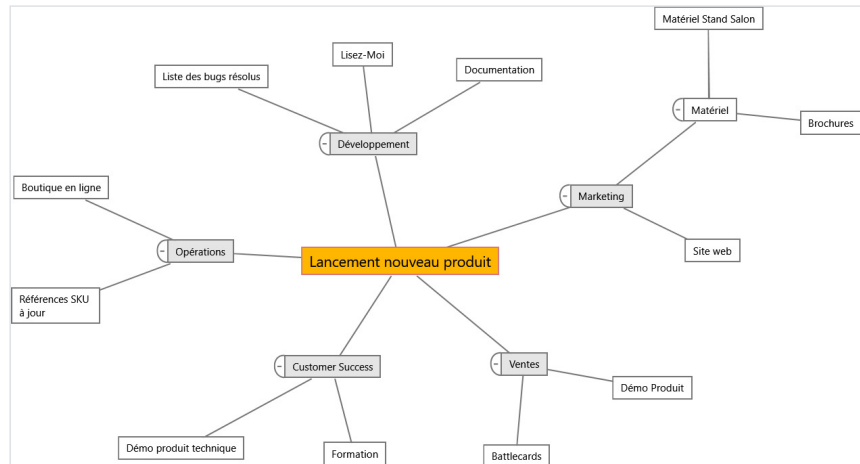 Matériel Stand Salon
Lisez-Moi
Documentation
Liste des bugs résolus
Matériel
Brochures
Développement
Boutique en ligne
Marketing
Opérations
Site web
Lancement nouveau produit
Références SKU
à jour
Customer Success
Ventes
Démo Produit
Démo produit technique
Formation
Battlecards